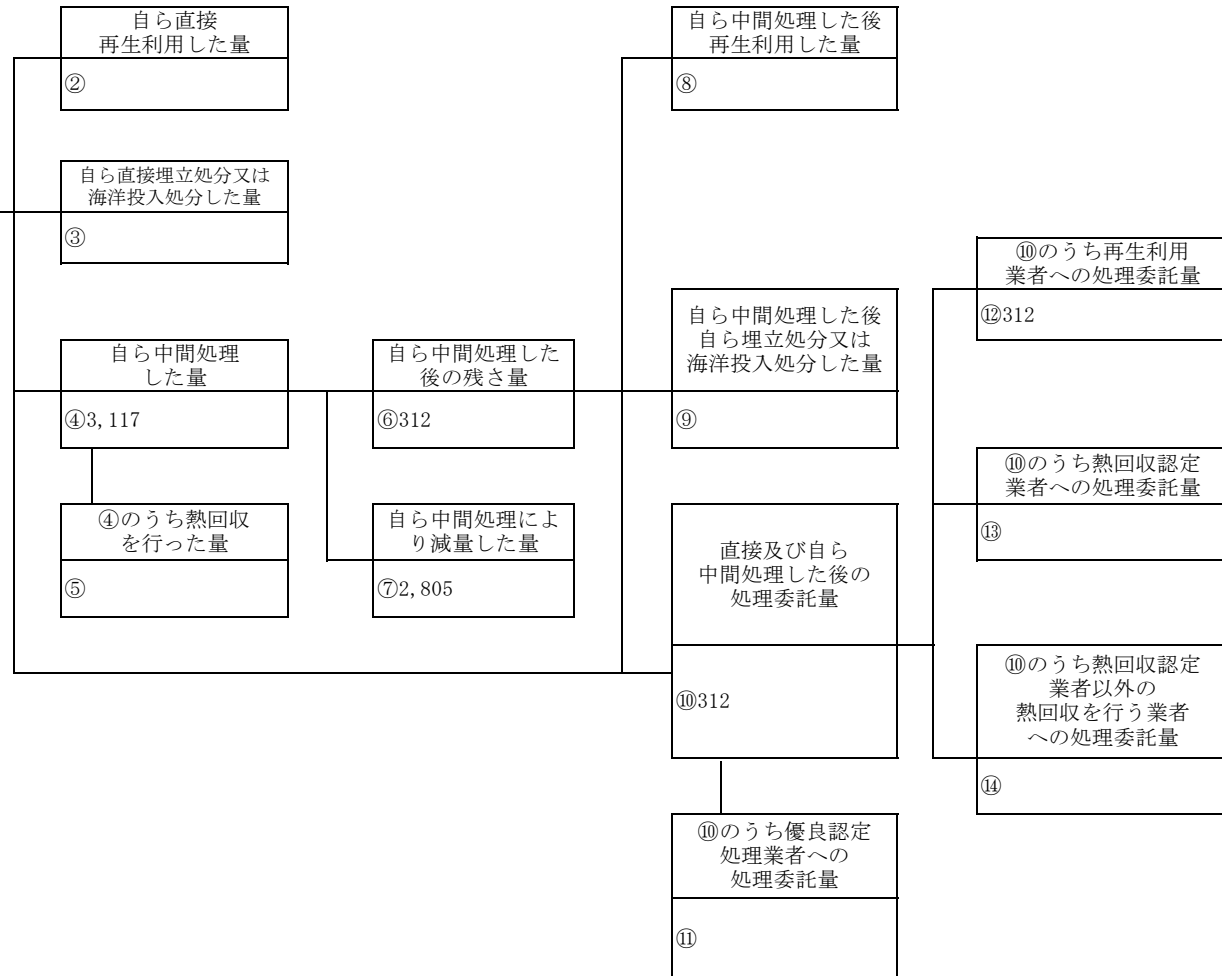 自ら直接
再生利用した量
②
自ら直接埋立処分又は
海洋投入処分した量
③
自ら中間処理
した量
④3,117
④のうち熱回収
を行った量
⑤
自ら中間処理した
後の残さ量
⑥312
自ら中間処理によ
り減量した量
⑦2,805
自ら中間処理した後
再生利用した量
⑧
自ら中間処理した後
自ら埋立処分又は
海洋投入処分した量
⑨
直接及び自ら
中間処理した後の
処理委託量
⑩312
⑩のうち優良認定
処理業者への
処理委託量
⑪
⑩のうち再生利用
業者への処理委託量
⑫312
⑩のうち熱回収認定
業者への処理委託量
⑬
⑩のうち熱回収認定
業者以外の
熱回収を行う業者
への処理委託量
⑭